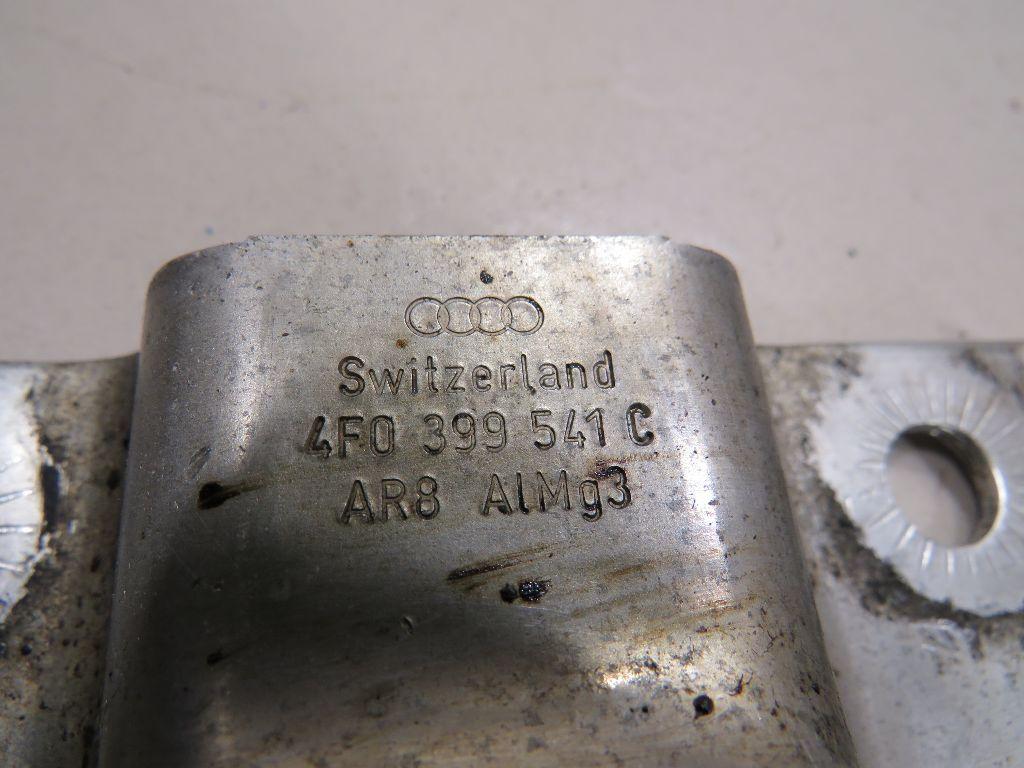 Switzerland
4F0 399 541 C
AR8 AlMg3